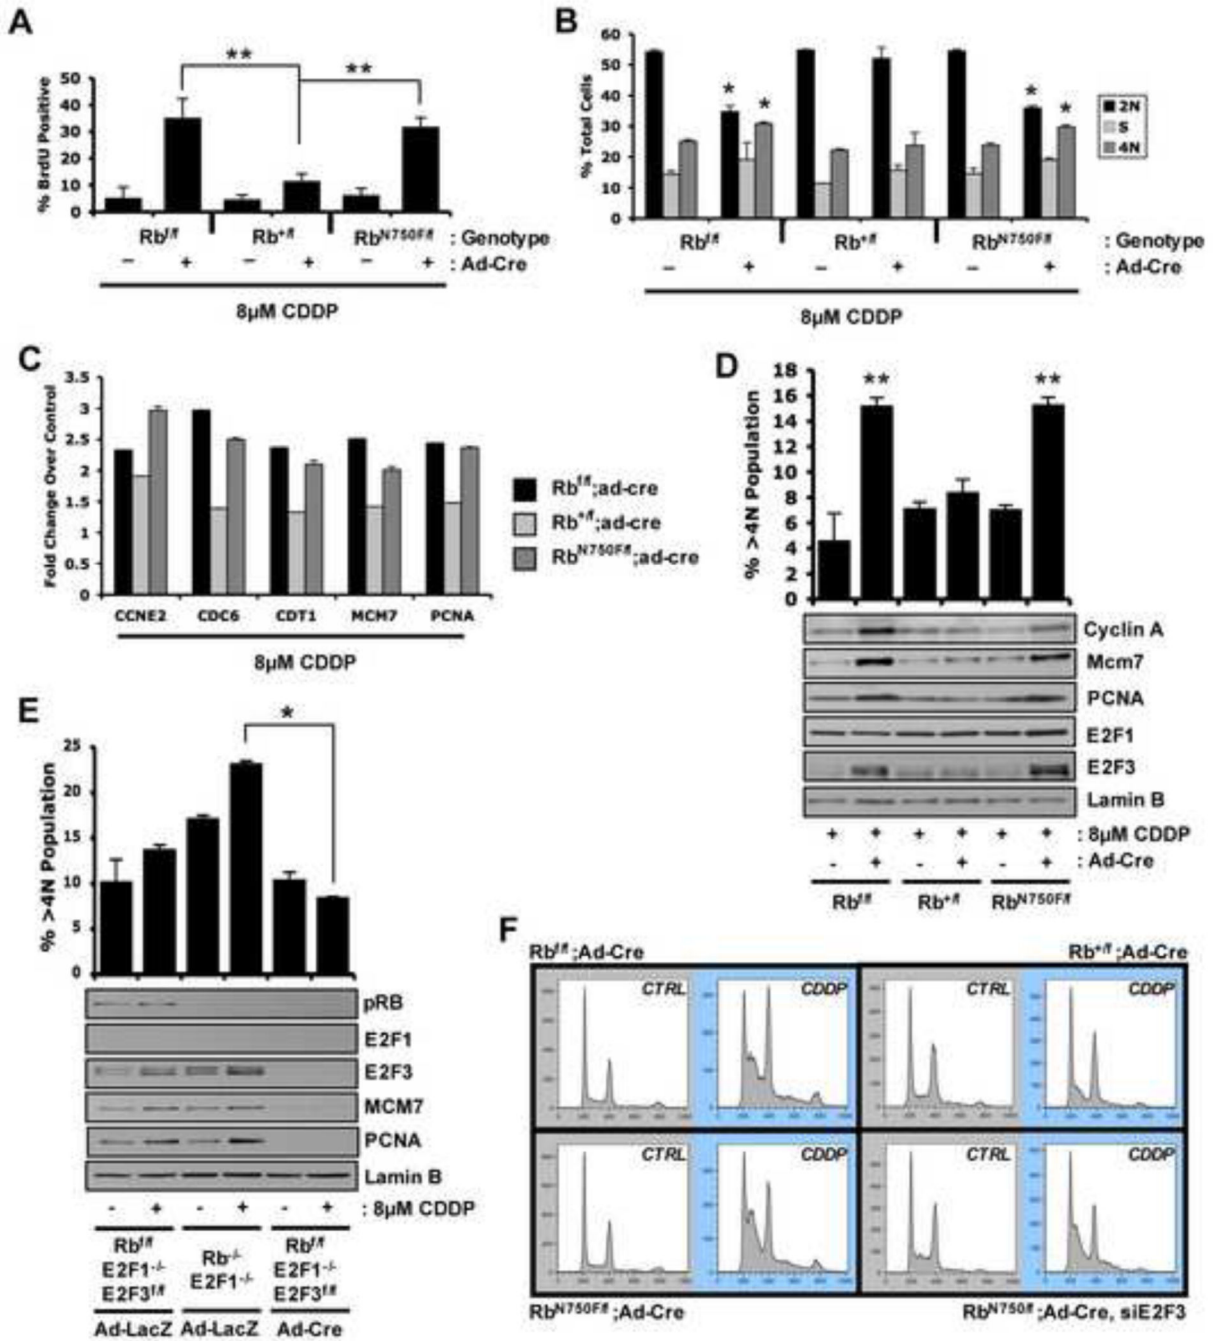 A
% BrdU Positive
50
40
30
20
10
0
** **
Rbf/f Rb+/f RbN750F/f : Genotype
– + – + – + : Ad-Cre
8μM CDDP
B
% Total Cells
60
50
40
30
20
10
0
* * * *
2N
S
4N
Rbf/f Rb+/f RbN750F/f : Genotype
– + – + – + : Ad-Cre
8μM CDDP
C
Fold Change Over Control
3.5
3
2.5
2
1.5
1
0.5
0
CCNE2 CDC6 CDT1 MCM7 PCNA
8μM CDDP
Rbf/f;ad-cre
Rb+/f;ad-cre
RbN750F/f;ad-cre
D
% >4N Population
18
16
14
12
10
8
6
4
2
0
** **
Cyclin A
Mcm7
PCNA
E2F1
E2F3
Lamin B
+ + + + + + : 8μM CDDP
- + - + - + : Ad-Cre
Rbf/f Rb+/f RbN750F/f
E
% >4N Population
25
20
15
10
5
0
*
pRB
E2F1
E2F3
MCM7
PCNA
Lamin B
- + - + - + : 8μM CDDP
Rbf/f E2F1-/- E2F3f/f
Rb-/- E2F1-/-
Rbf/f E2F1-/- E2F3f/f
Ad-LacZ Ad-LacZ Ad-Cre
F
Rbf/f ;Ad-Cre Rb+/f ;Ad-Cre
CTRL CDDP CTRL CDDP
CTRL CDDP CTRL CDDP
RbN750F/f ;Ad-Cre RbN750/f ;Ad-Cre, siE2F3